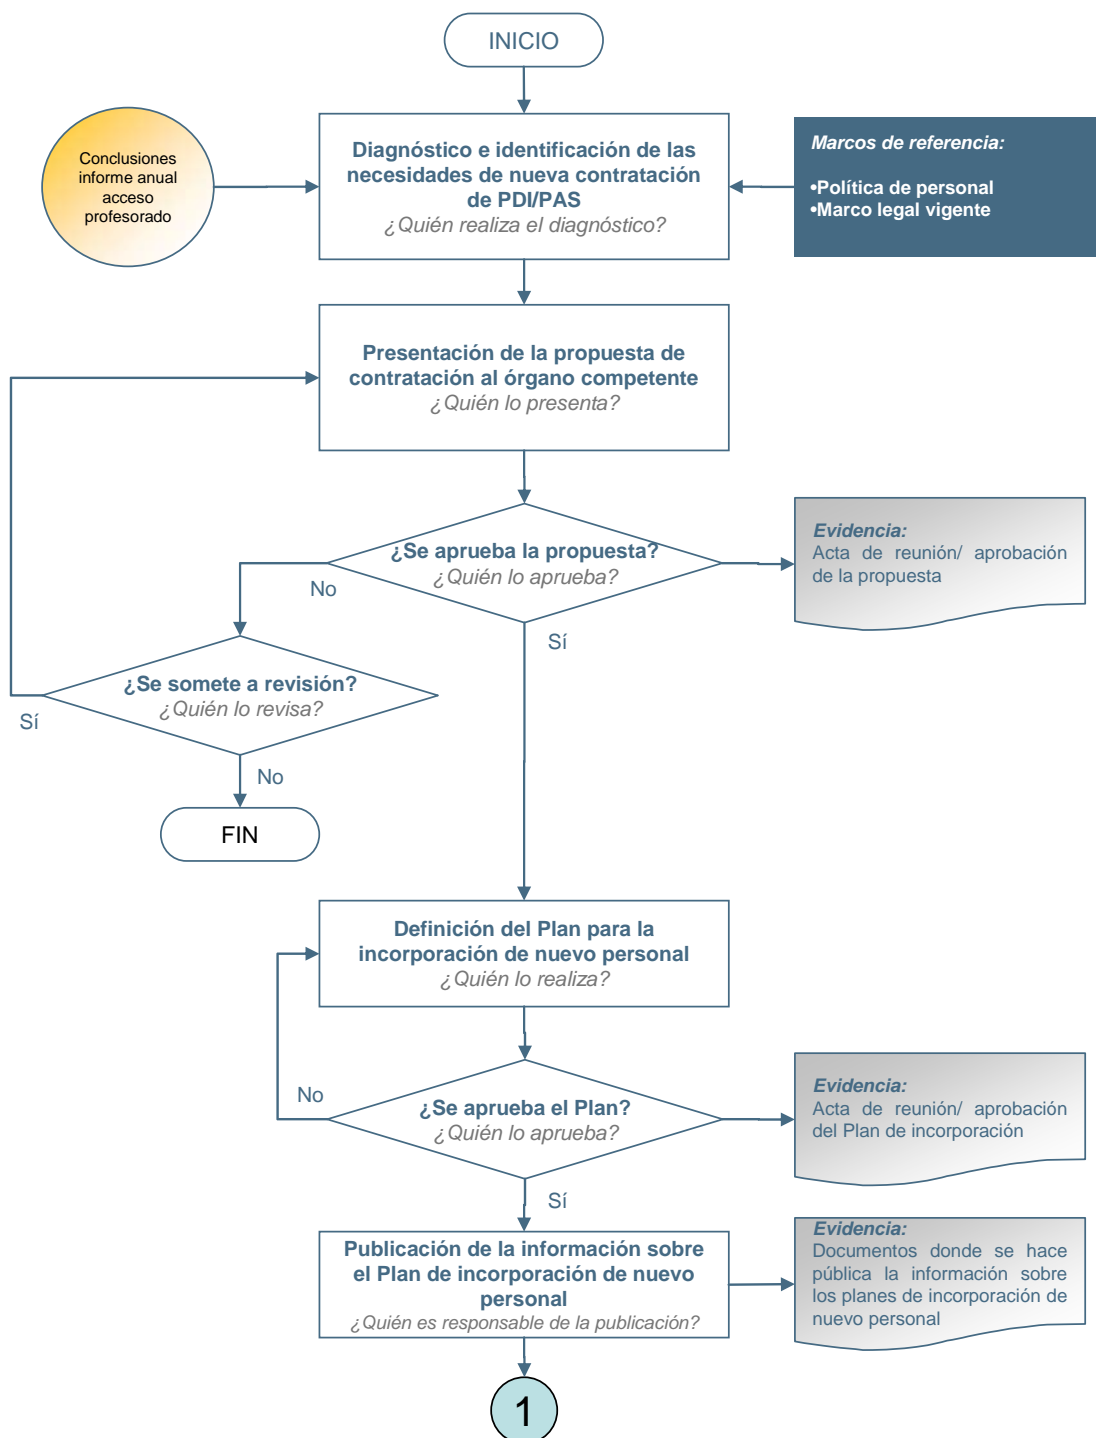 INICIO
Conclusiones
informe anual
acceso
profesorado
Diagnóstico e identificación de las
necesidades de nueva contratación
de PDI/PAS
¿Quién realiza el diagnóstico?
Marcos de referencia:
•Política de personal
•Marco legal vigente
Presentación de la propuesta de
contratación al órgano competente
¿Quién lo presenta?
¿Se aprueba la propuesta?
¿Quién lo aprueba?
Evidencia:
Acta de reunión/ aprobación
de la propuesta
No
Sí
¿Se somete a revisión?
¿Quién lo revisa?
Sí
No
FIN
Definición del Plan para la
incorporación de nuevo personal
¿Quién lo realiza?
No
¿Se aprueba el Plan?
¿Quién lo aprueba?
Evidencia:
Acta de reunión/ aprobación
del Plan de incorporación
Sí
Publicación de la información sobre
el Plan de incorporación de nuevo
personal
¿Quién es responsable de la publicación?
Evidencia:
Documentos donde se hace
pública la información sobre
los planes de incorporación de
nuevo personal
1